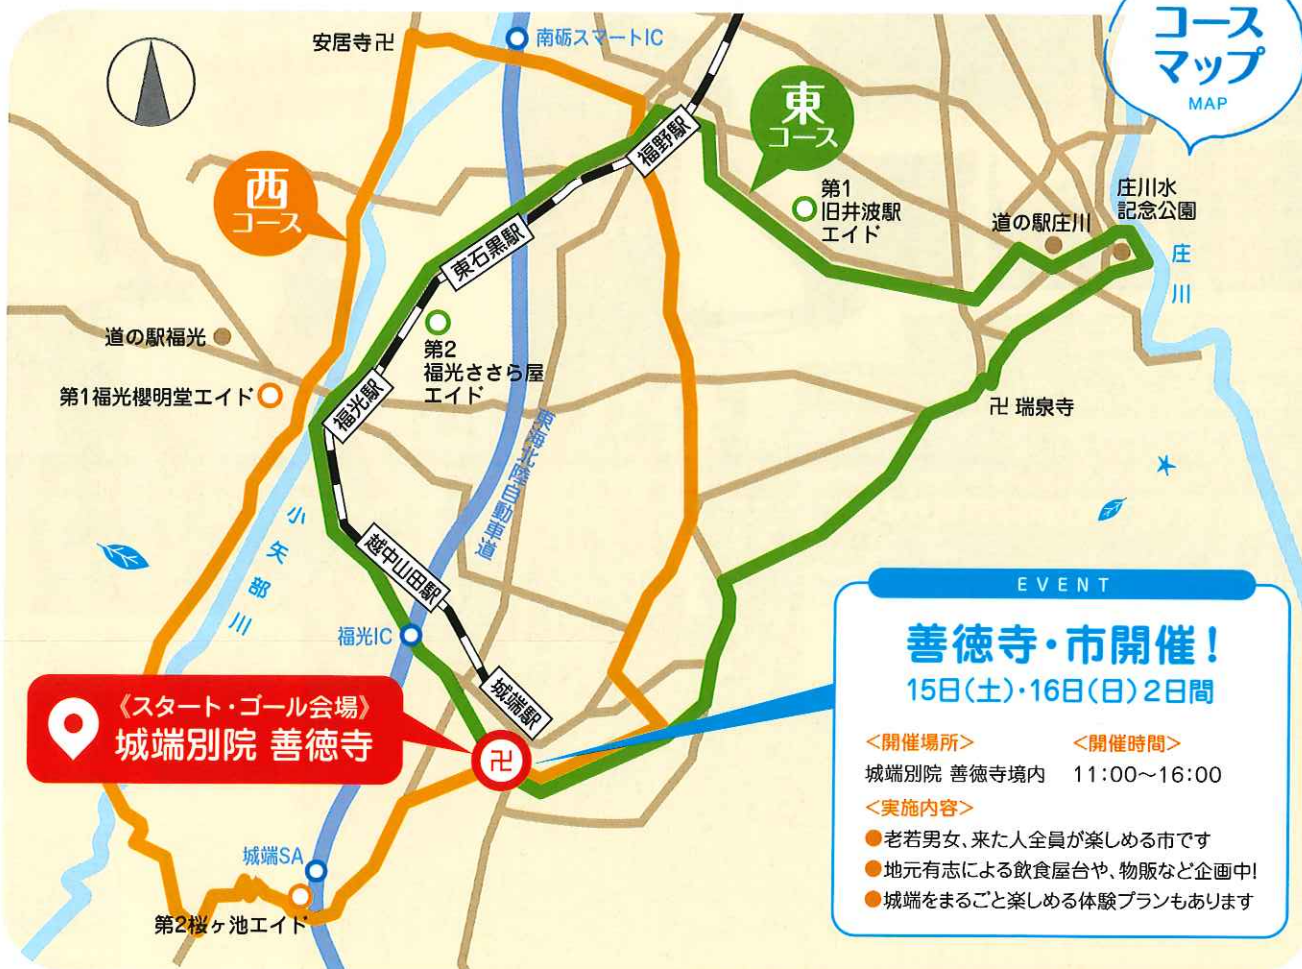 コース
マップ
MAP
安居寺卍
南砺スマートIC
東
コース
福野駅
西
コース
第1
旧井波駅
エイド
庄川水
記念公園
道の駅庄川
庄川
東石黒駅
道の駅福光
第2
福光ささら屋
エイド
第1福光櫻明堂エイド
福光駅
卍 瑞泉寺
東海北陸自動車道
小矢部川
越中山田駅
福光IC
城端駅
《スタート・ゴール会場》
城端別院 善徳寺
卍
城端SA
第2桜ヶ池エイド
EVENT
善徳寺・市開催!
15日(土)・16日(日)2日間
<開催場所> <開催時間>
城端別院 善徳寺境内 11:00〜16:00
<実施内容>
●老若男女、来た人全員が楽しめる市です
●地元有志による飲食屋台や、物販など企画中!
●城端をまるごと楽しめる体験プランもあります